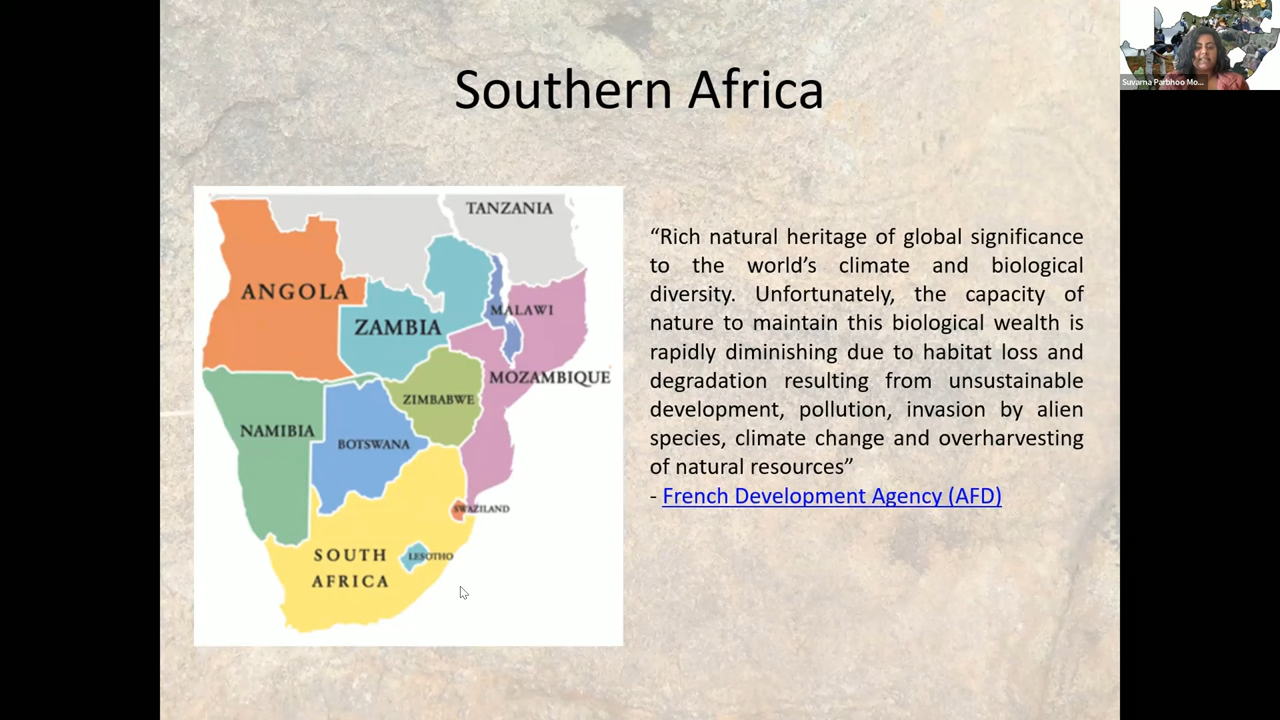 Suvarna Parbhoo Mo...
Southern Africa
TANZANIA
ANGOLA
ZAMBIA
MALAWI
MOZAMBIQUE
ZIMBABWE
NAMIBIA
BOTSWANA
SWAZILAND
SOUTH
AFRICA
LESOTHO
“Rich natural heritage of global significance
to the world’s climate and biological
diversity. Unfortunately, the capacity of
nature to maintain this biological wealth is
rapidly diminishing due to habitat loss and
degradation resulting from unsustainable
development, pollution, invasion by alien
species, climate change and overharvesting
of natural resources”
- French Development Agency (AFD)